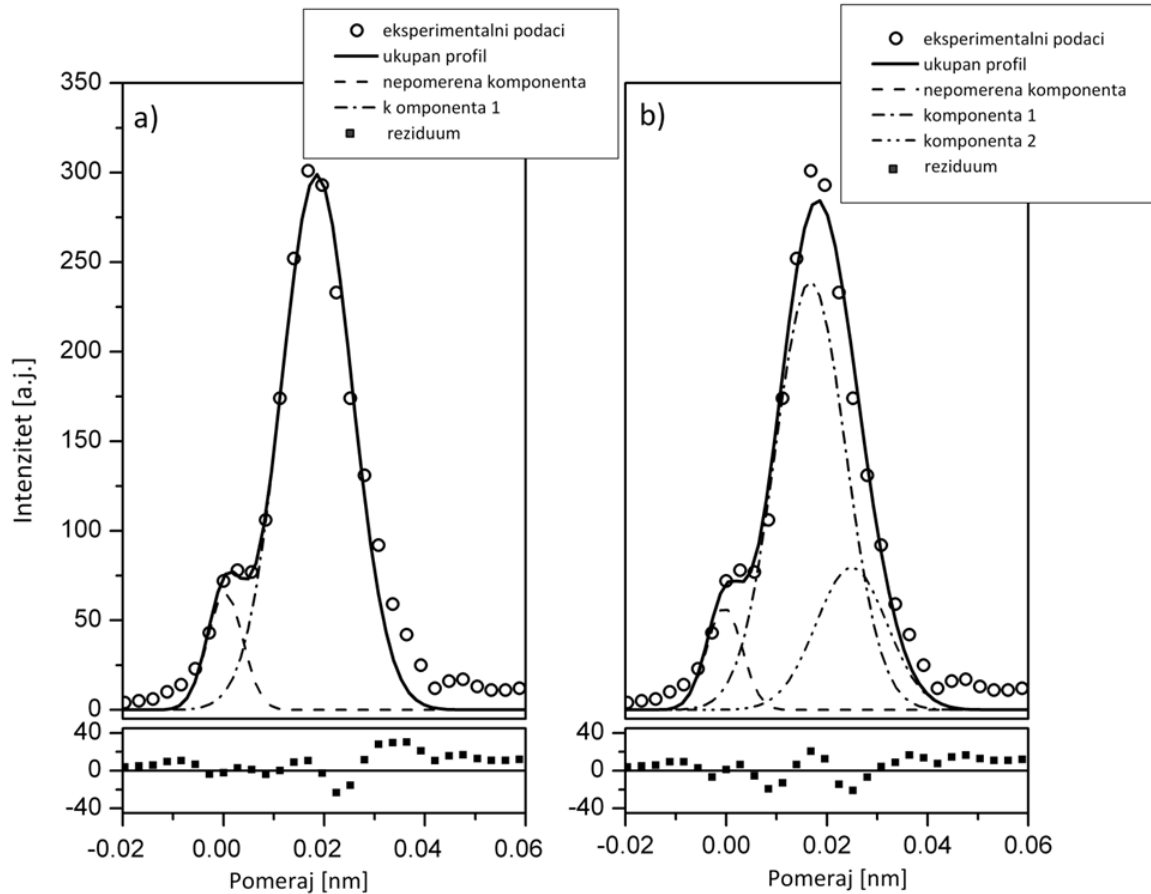 eksperimentalni podaci
ukupan profil
nepomerena komponenta
k omponenta 1
reziduum
eksperimentalni podaci
ukupan profil
nepomerena komponenta
komponenta 1
komponenta 2
reziduum
a)
b)
350
300
250
200
150
100
50
0
Intenzitet [a.j.]
40
0
-40
40
0
-40
-0.02 0.00 0.02 0.04 0.06
-0.02 0.00 0.02 0.04 0.06
Pomeraj [nm]
Pomeraj [nm]